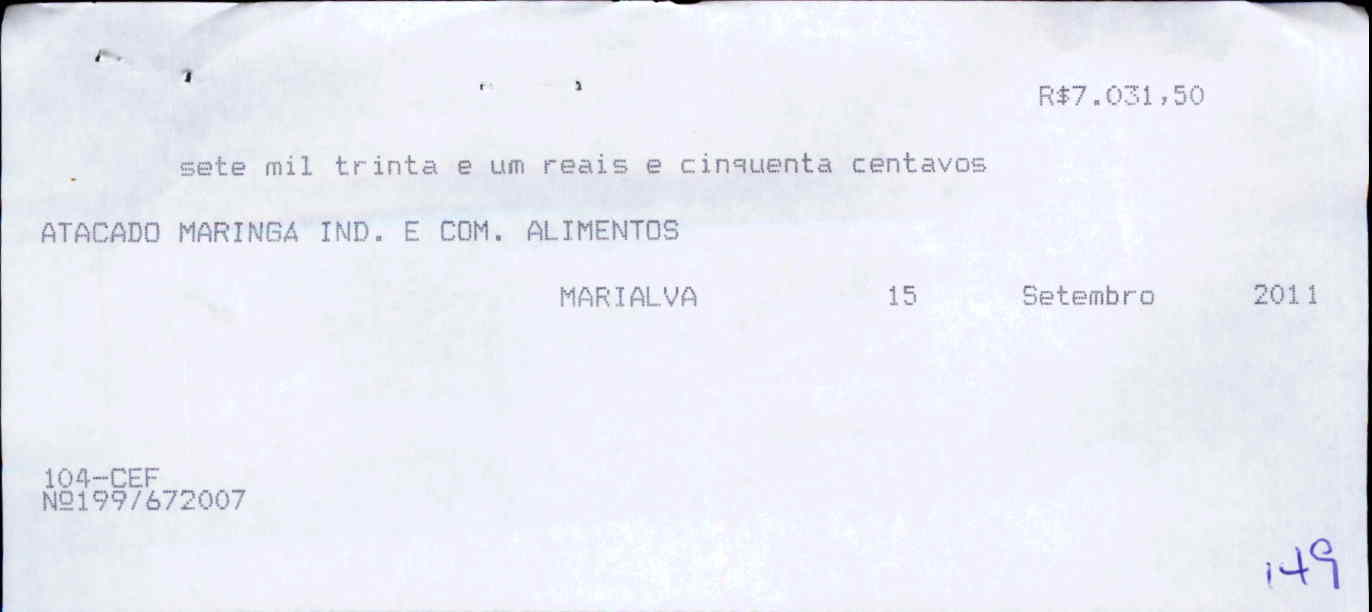 R$7.031,50
sete mil trinta e um reais e cinquenta centavos
ATACADO MARINGA IND. E COM. ALIMENTOS
MARIALVA 15 Setembro 2011
104-CEF
Nº199/672007
149